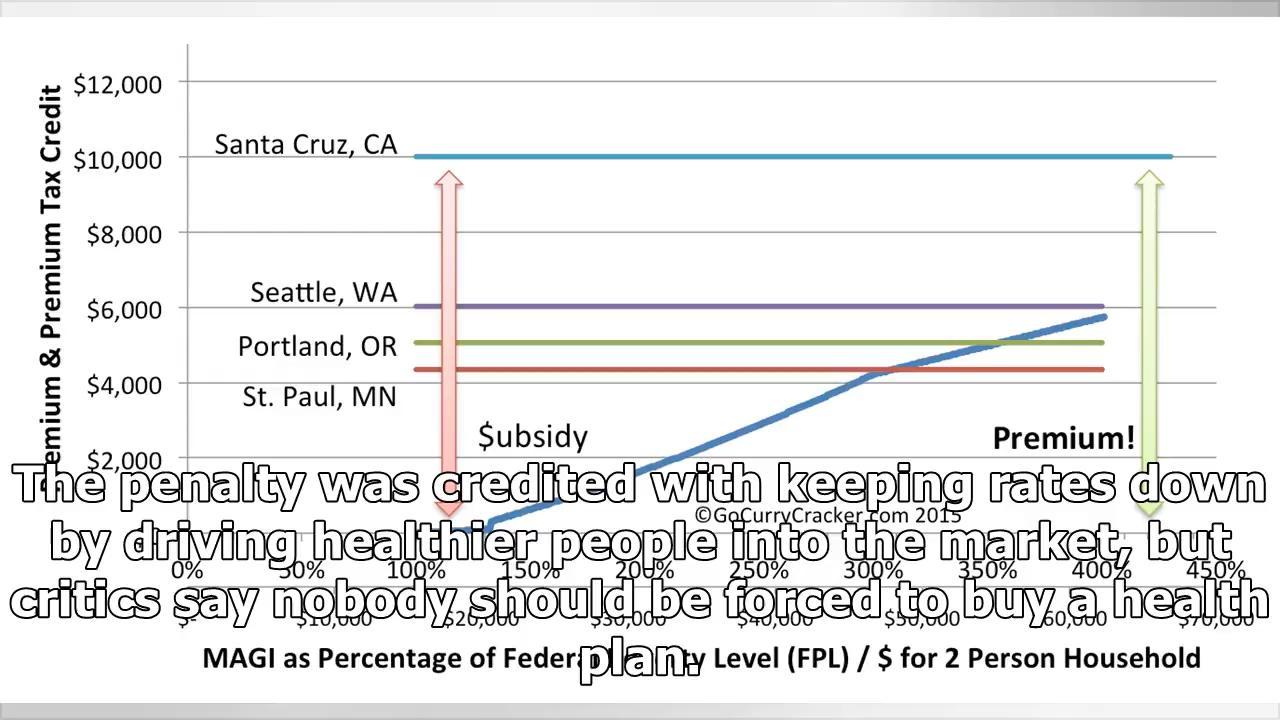 $12,000
Santa Cruz, CA
$10,000
$8,000
Seattle, WA
$6,000
Portland, OR
$4,000
St. Paul, MN
$ubsidy
Premium!
$2,000
Premium & Premium Tax Credit
The penalty was credited with keeping rates down
©GoCurryCracker.com 2015
by driving healthier people into the market, but
0% 50% 100% 150% 200% 250% 300% 350% 400% 450%
critics say nobody should be forced to buy a health
$- $10,000 $20,000 $30,000 $40,000 $50,000 $60,000 $70,000
plan.
MAGI as Percentage of Federal Level (FPL) / $ for 2 Person Household